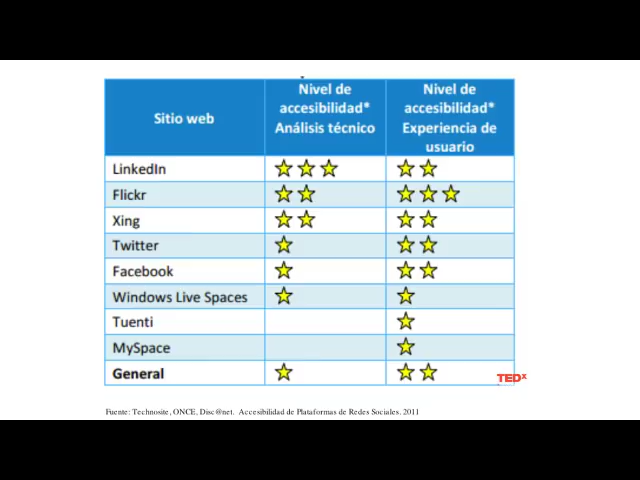 Sitio web
Nivel de
accesibilidad*
Análisis técnico
Nivel de
accesibilidad*
Experiencia de
usuario
LinkedIn
Flickr
Xing
Twitter
Facebook
Windows Live Spaces
Tuenti
MySpace
General
TEDx
Fuente: Technosite, ONCE, Disc@net. Accesibilidad de Plataformas de Redes Sociales. 2011